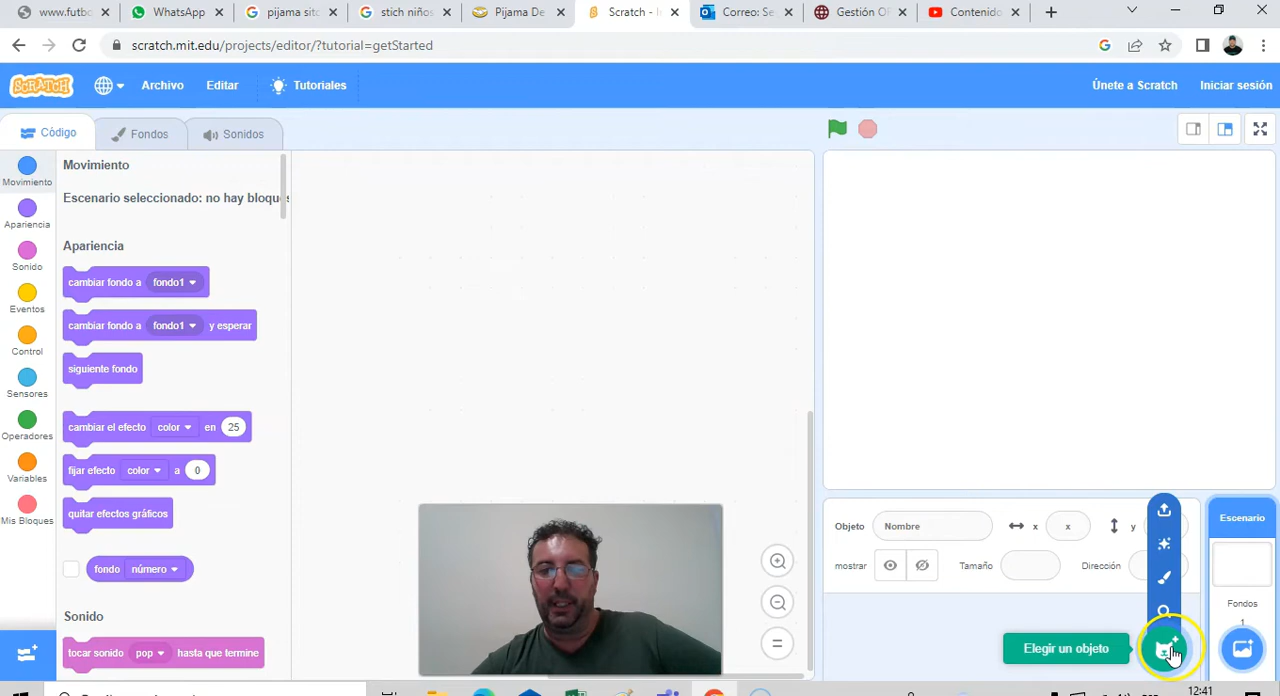 www.futbo
WhatsApp
pijama sito
stich niños
Pijama De
Scratch - I
Correo: Se
Gestión OP
Contenido
scratch.mit.edu/projects/editor/?tutorial=getStarted
SCRATCH
Archivo
Editar
Tutoriales
Únete a Scratch
Iniciar sesión
Código
Fondos
Sonidos
Movimiento
Apariencia
Sonido
Eventos
Control
Sensores
Operadores
Variables
Mis Bloques
Movimiento
Escenario seleccionado: no hay bloques
Apariencia
cambiar fondo a fondo1
cambiar fondo a fondo1 y esperar
siguiente fondo
cambiar el efecto color en 25
fijar efecto color a 0
quitar efectos gráficos
fondo número
Sonido
tocar sonido pop hasta que termine
Objeto Nombre x x y
mostrar Tamaño Dirección
Elegir un objeto
Escenario
Fondos
1
12:41